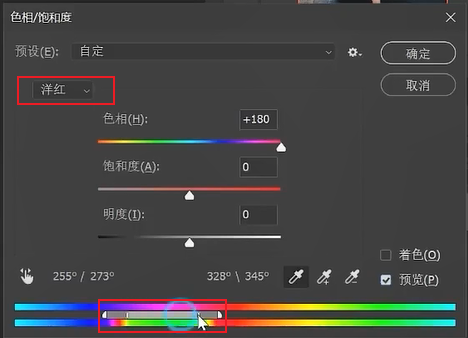 色相/饱和度
预设(E): 自定
确定
取消
洋红
色相(H): +180
饱和度(A): 0
明度(I): 0
着色(O)
255° / 273° 328° \ 345°
预览(P)